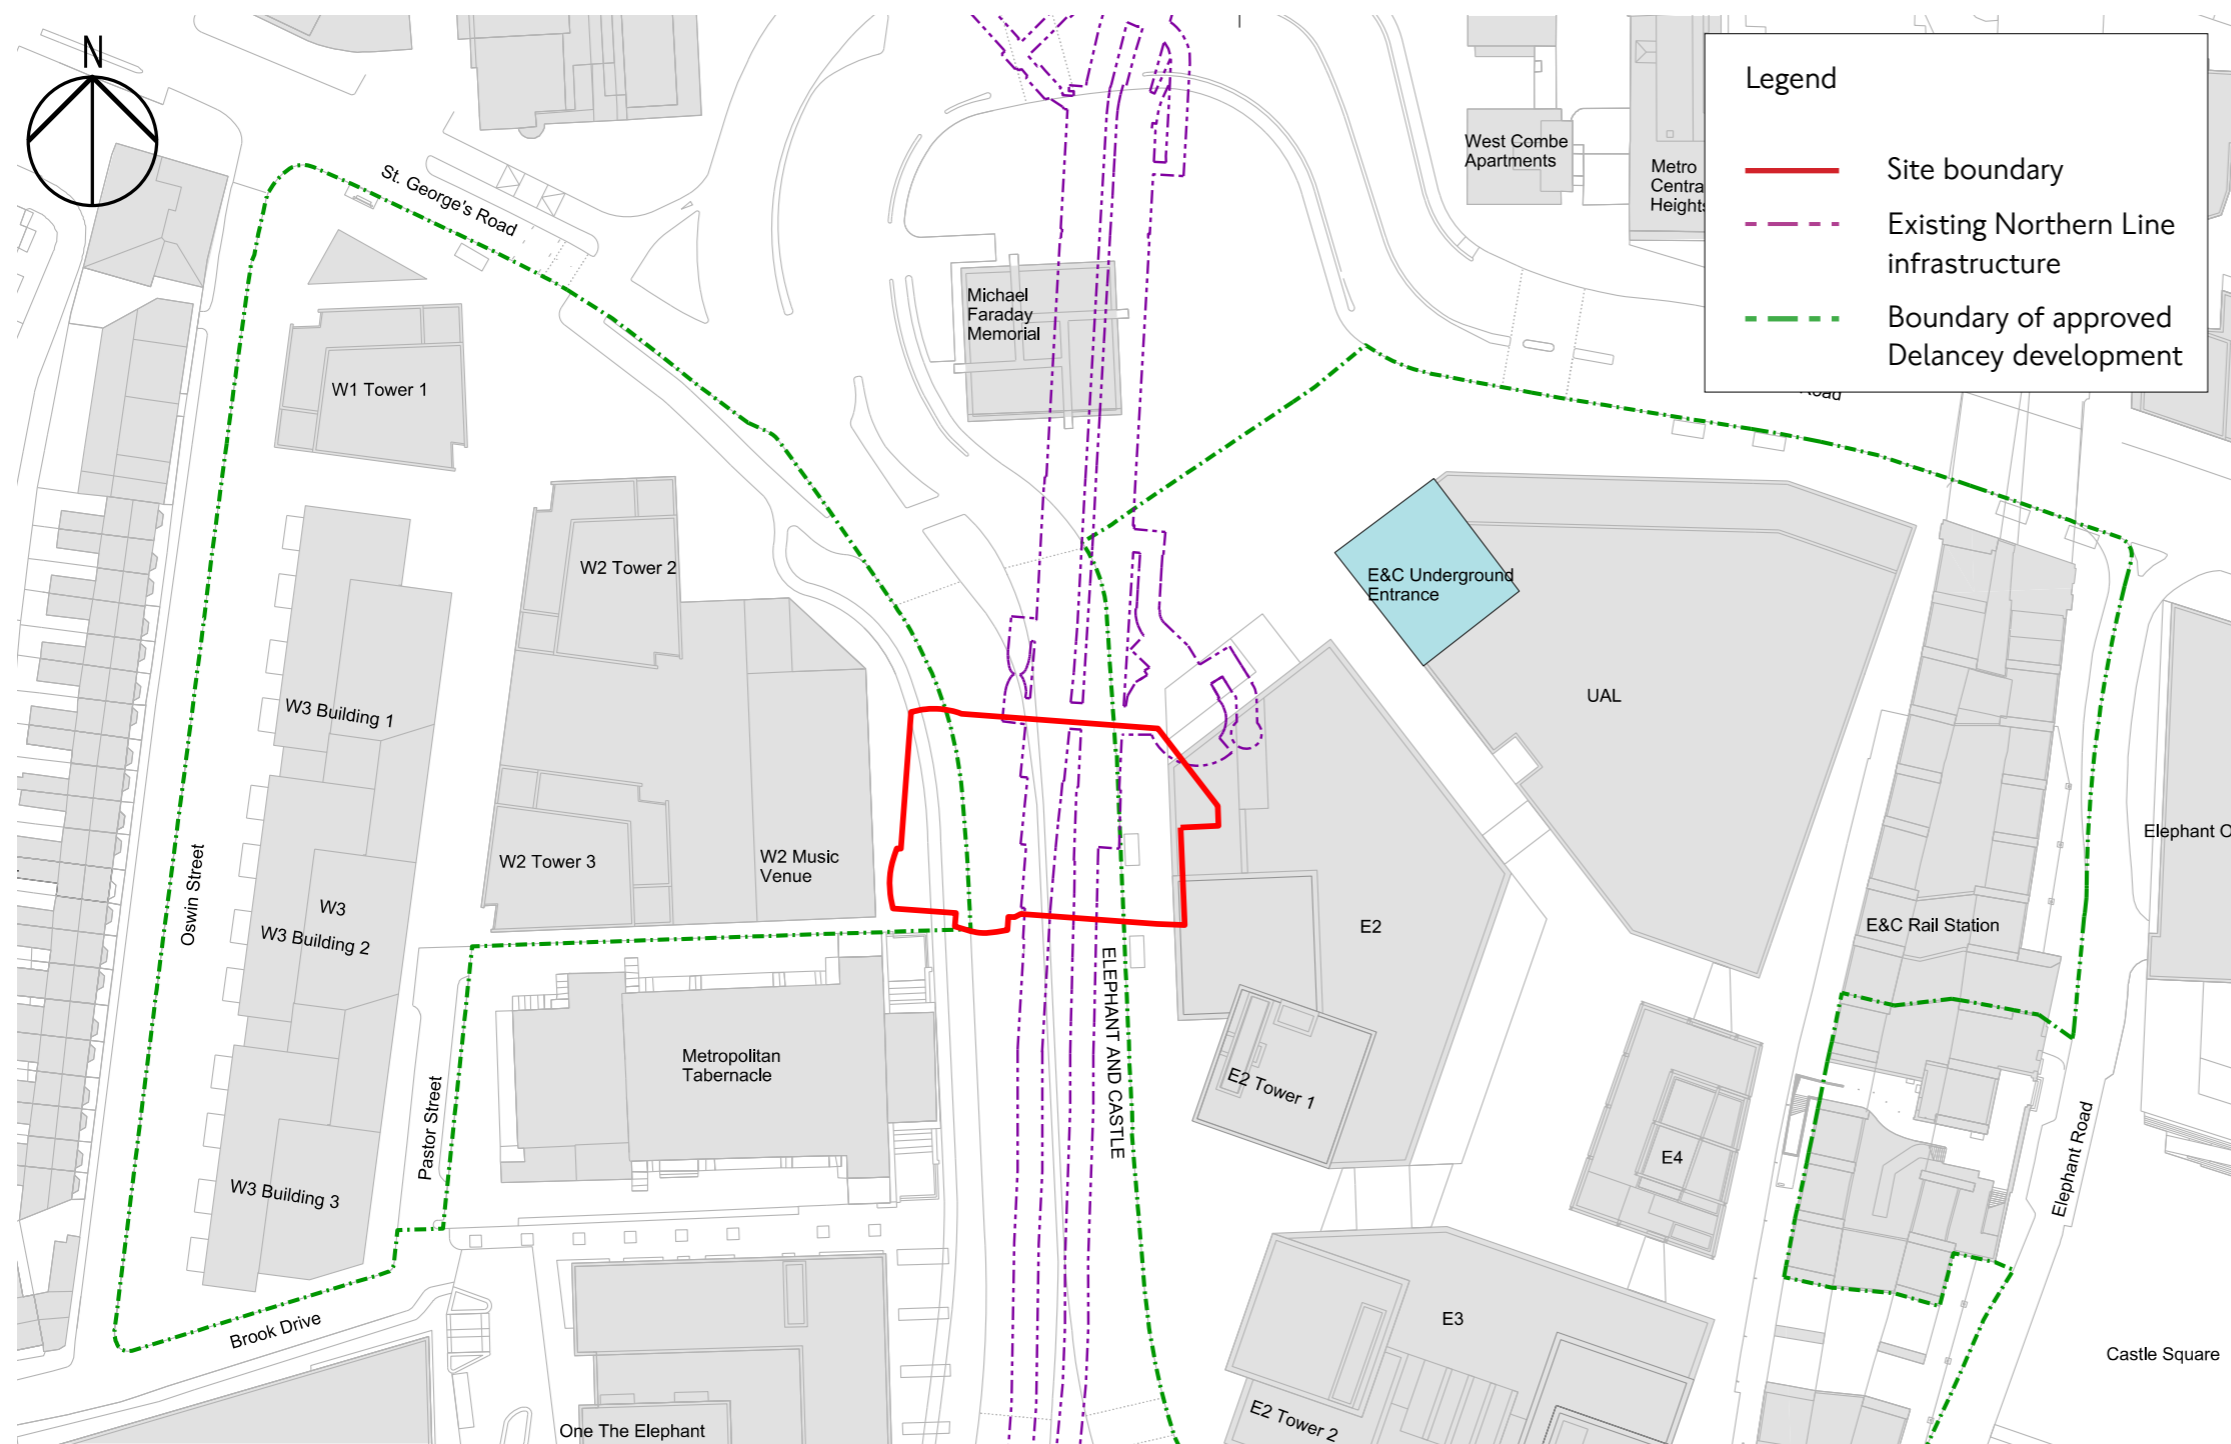 N
Legend
Site boundary
Existing Northern Line
infrastructure
Boundary of approved
Delancey development
St. George's Road
West Combe
Apartments
Metro
Centra
Heights
Road
Michael
Faraday
Memorial
W1 Tower 1
W2 Tower 2
E&C Underground
Entrance
UAL
W3 Building 1
W2 Tower 3
W2 Music
Venue
Elephant O
Oswin Street
W3
W3 Building 2
E2
E&C Rail Station
ELEPHANT AND CASTLE
Metropolitan
Tabernacle
E2 Tower 1
Pastor Street
E4
Elephant Road
W3 Building 3
Brook Drive
E3
Castle Square
One The Elephant
E2 Tower 2